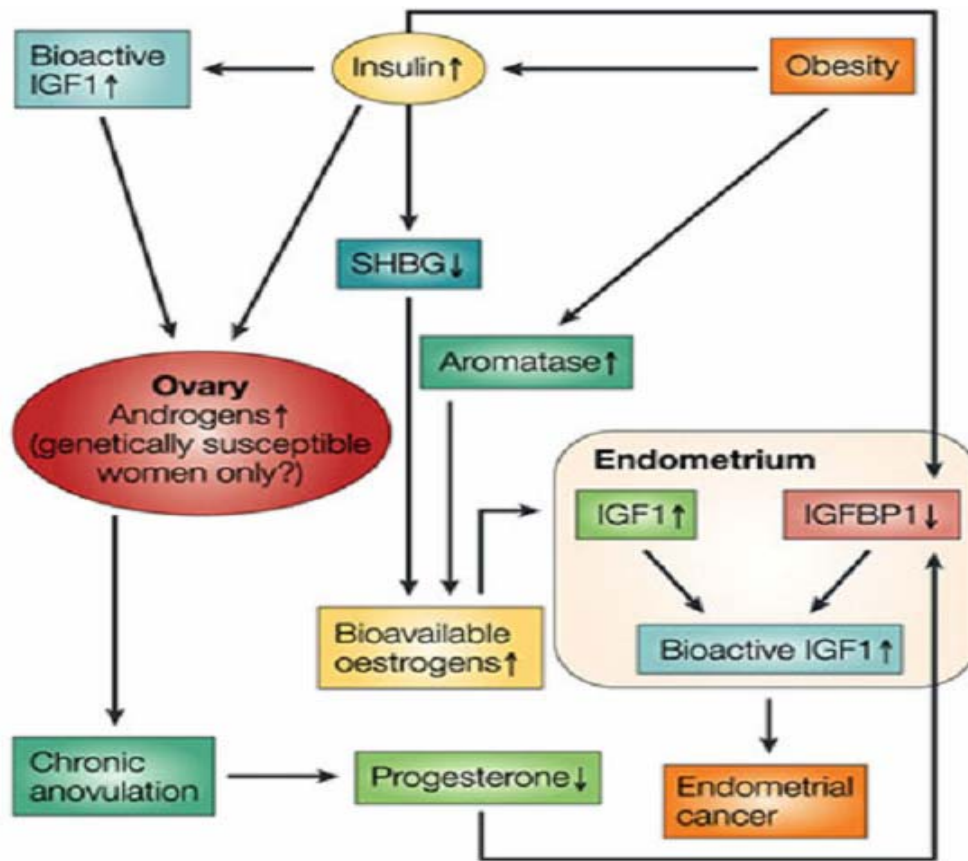 Bioactive
IGF1↑
Insulin↑
Obesity
SHBG↓
Aromatase↑
Ovary
Androgens↑
(genetically susceptible
women only?)
Endometrium
IGF1↑
IGFBP1↓
Bioavailable
oestrogens↑
Bioactive IGF1↑
Chronic
anovulation
Progesterone↓
Endometrial
cancer